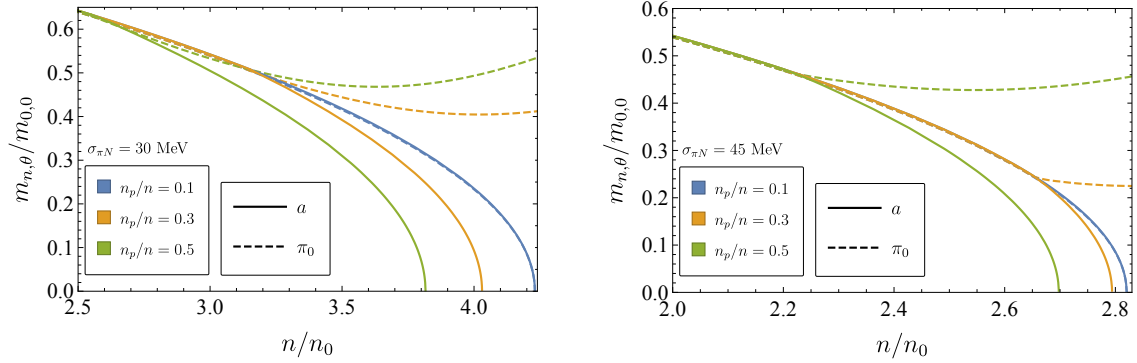 0.6
0.5
0.4
0.3
0.2
0.1
0.0
m_{n,θ}/m_{0,0}
σ_{πN} = 30 MeV
n_p/n = 0.1
n_p/n = 0.3
n_p/n = 0.5
a
π_0
2.5 3.0 3.5 4.0
n/n_0
0.6
0.5
0.4
0.3
0.2
0.1
0.0
m_{n,θ}/m_{0,0}
σ_{πN} = 45 MeV
n_p/n = 0.1
n_p/n = 0.3
n_p/n = 0.5
a
π_0
2.0 2.2 2.4 2.6 2.8
n/n_0